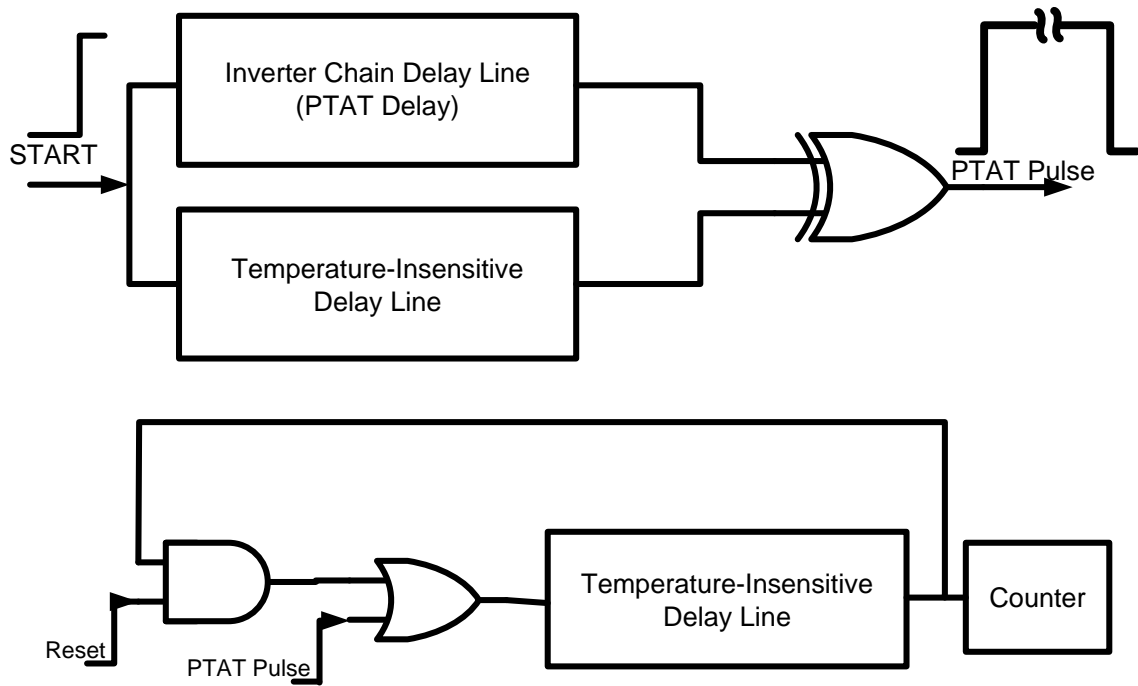 Inverter Chain Delay Line
(PTAT Delay)
START
PTAT Pulse
Temperature-Insensitive
Delay Line
Temperature-Insensitive
Delay Line
Counter
Reset
PTAT Pulse